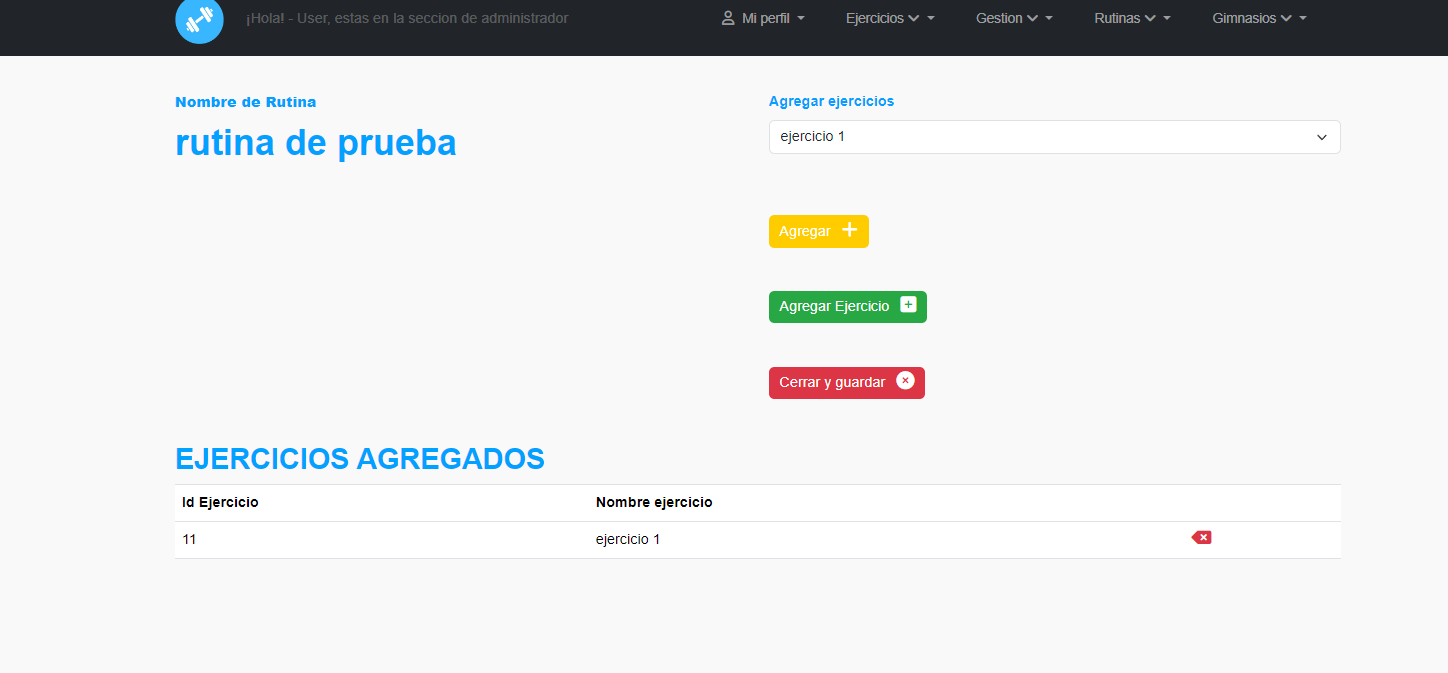 ¡Hola! - User, estas en la seccion de administrador
Mi perfil
Ejercicios
Gestion
Rutinas
Gimnasios
Nombre de Rutina
rutina de prueba
Agregar ejercicios
ejercicio 1
Agregar
Agregar Ejercicio
Cerrar y guardar
EJERCICIOS AGREGADOS
Id Ejercicio Nombre ejercicio
11 ejercicio 1